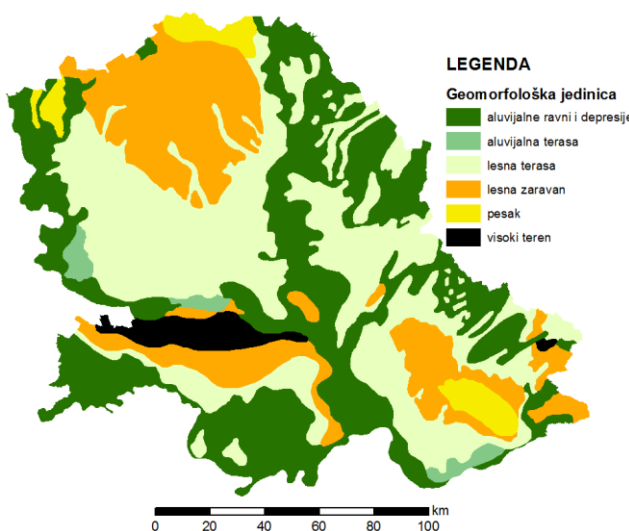 LEGENDA
Geomorfološka jedinica
aluvijalne ravni i depresije
aluvijalna terasa
lesna terasa
lesna zaravan
pesak
visoki teren
km
0 20 40 60 80 100